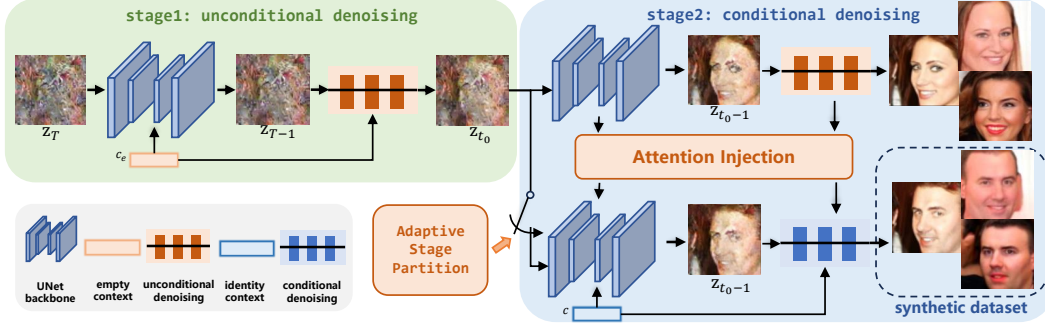 stage1: unconditional denoising
stage2: conditional denoising
z_T
z_{T−1}
z_{t_0}
z_{t_0−1}
c_e
Attention Injection
Adaptive
Stage
Partition
z_{t_0−1}
c
synthetic dataset
UNet
backbone
empty
context
unconditional
denoising
identity
context
conditional
denoising